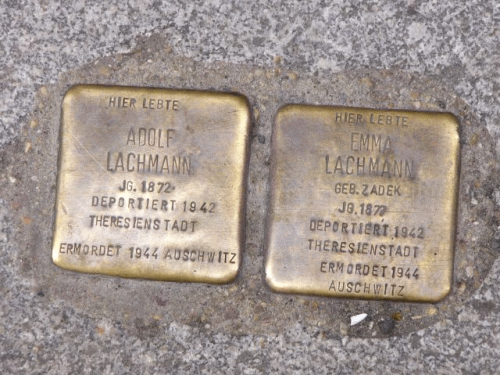 HIER LEBTE
ADOLF
LACHMANN
JG. 1872
DEPORTIERT 1942
THERESIENSTADT
ERMORDET 1944 AUSCHWITZ
HIER LEBTE
EMMA
LACHMANN
GEB. ZADEK
JG. 1877
DEPORTIERT 1942
THERESIENSTADT
ERMORDET 1944
AUSCHWITZ